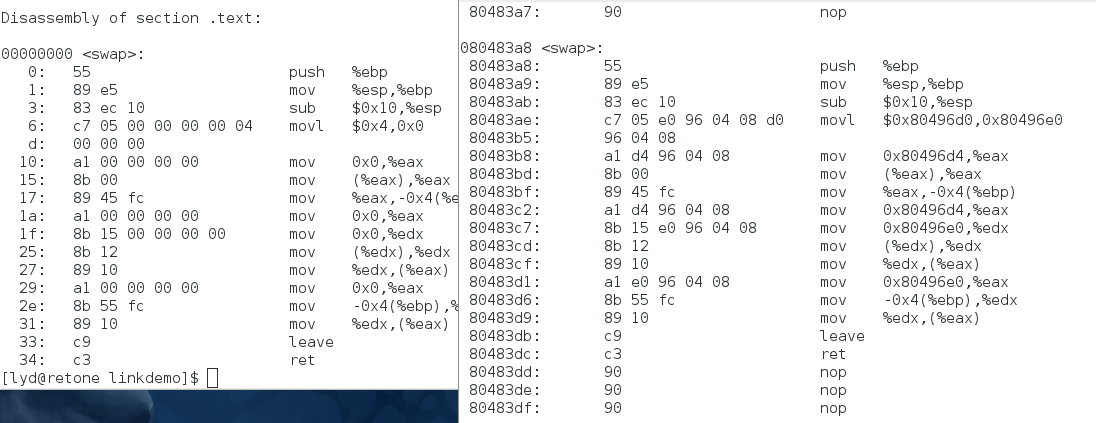 Disassembly of section .text:
00000000 <swap>:
0: 55 push %ebp
1: 89 e5 mov %esp,%ebp
3: 83 ec 10 sub $0x10,%esp
6: c7 05 00 00 00 00 04 movl $0x4,0x0
d: 00 00 00
10: a1 00 00 00 00 mov 0x0,%eax
15: 8b 00 mov (%eax),%eax
17: 89 45 fc mov %eax,-0x4(%e
1a: a1 00 00 00 00 mov 0x0,%eax
1f: 8b 15 00 00 00 00 mov 0x0,%edx
25: 8b 12 mov (%edx),%edx
27: 89 10 mov %edx,(%eax)
29: a1 00 00 00 00 mov 0x0,%eax
2e: 8b 55 fc mov -0x4(%ebp),%
31: 89 10 mov %edx,(%eax)
33: c9 leave
34: c3 ret
[lyd@retone linkdemo]$
80483a7: 90 nop
080483a8 <swap>:
80483a8: 55 push %ebp
80483a9: 89 e5 mov %esp,%ebp
80483ab: 83 ec 10 sub $0x10,%esp
80483ae: c7 05 e0 96 04 08 d0 movl $0x80496d0,0x80496e0
80483b5: 96 04 08
80483b8: a1 d4 96 04 08 mov 0x80496d4,%eax
80483bd: 8b 00 mov (%eax),%eax
80483bf: 89 45 fc mov %eax,-0x4(%ebp)
80483c2: a1 d4 96 04 08 mov 0x80496d4,%eax
80483c7: 8b 15 e0 96 04 08 mov 0x80496e0,%edx
80483cd: 8b 12 mov (%edx),%edx
80483cf: 89 10 mov %edx,(%eax)
80483d1: a1 e0 96 04 08 mov 0x80496e0,%eax
80483d6: 8b 55 fc mov -0x4(%ebp),%edx
80483d9: 89 10 mov %edx,(%eax)
80483db: c9 leave
80483dc: c3 ret
80483dd: 90 nop
80483de: 90 nop
80483df: 90 nop